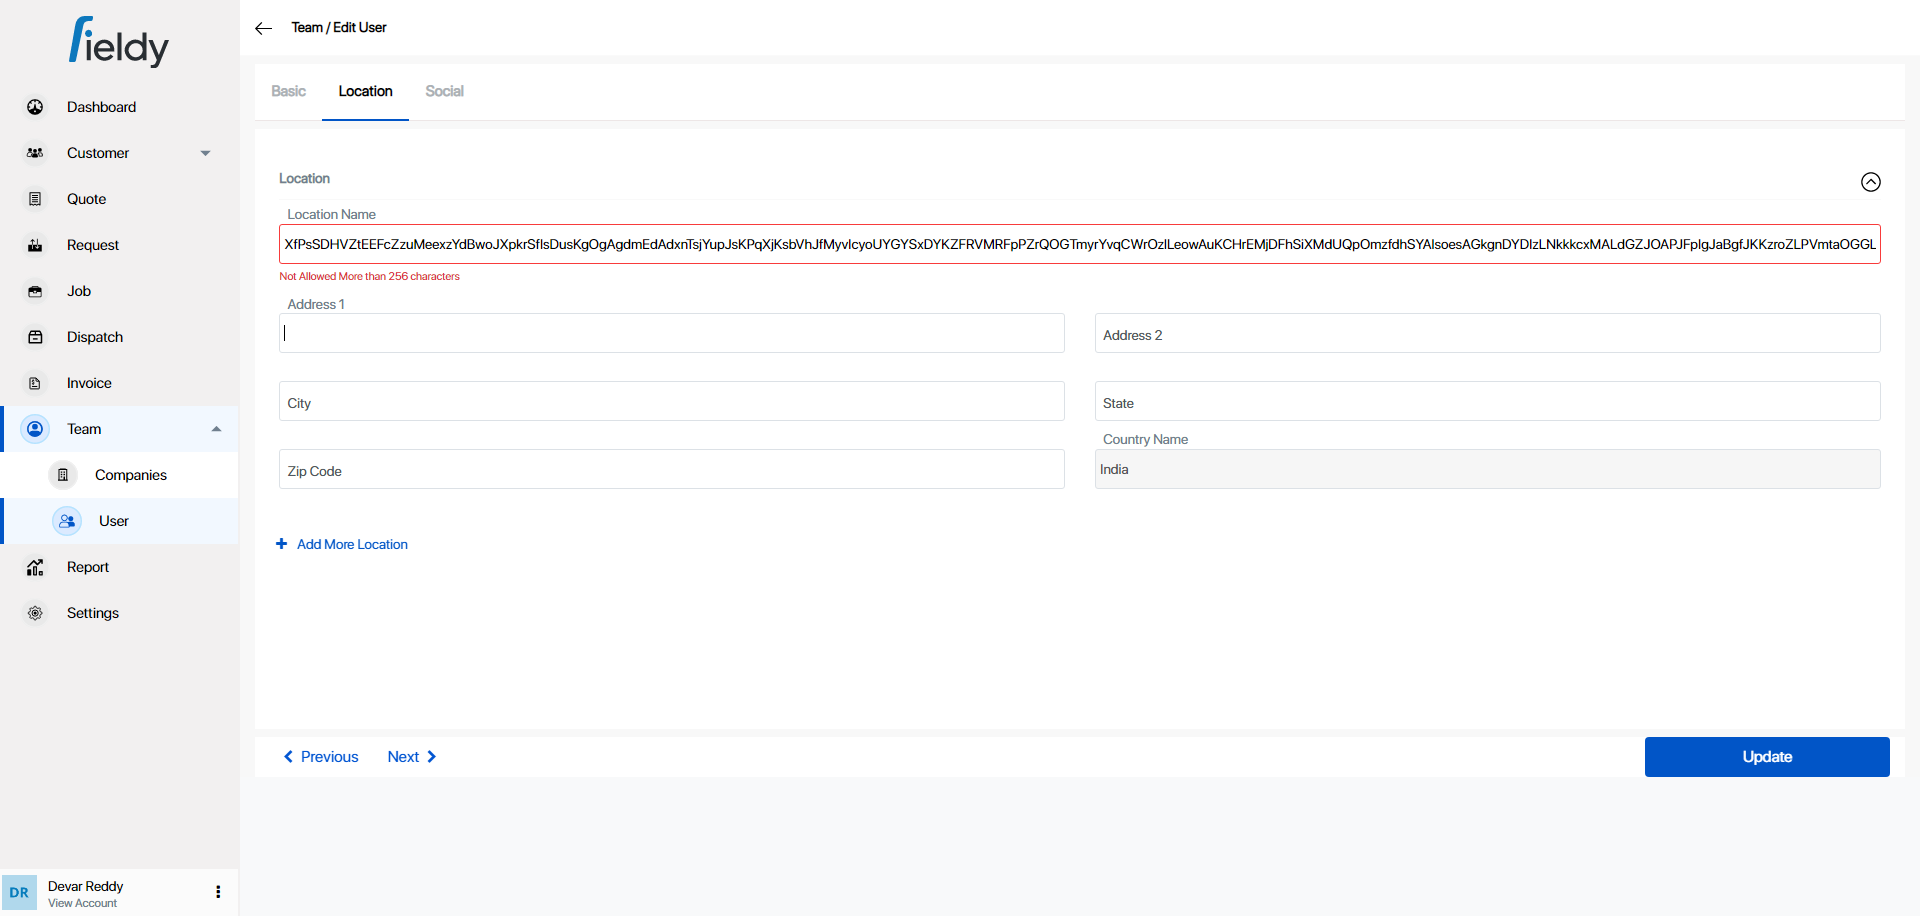 fieldy
Dashboard
Customer
Quote
Request
Job
Dispatch
Invoice
Team
Companies
User
Report
Settings
DR
Devar Reddy
View Account
Team / Edit User
Basic
Location
Social
Location
Location Name
Not Allowed More than 256 characters
Address 1
Address 2
City
State
Zip Code
Country Name
India
Add More Location
Previous
Next
Update